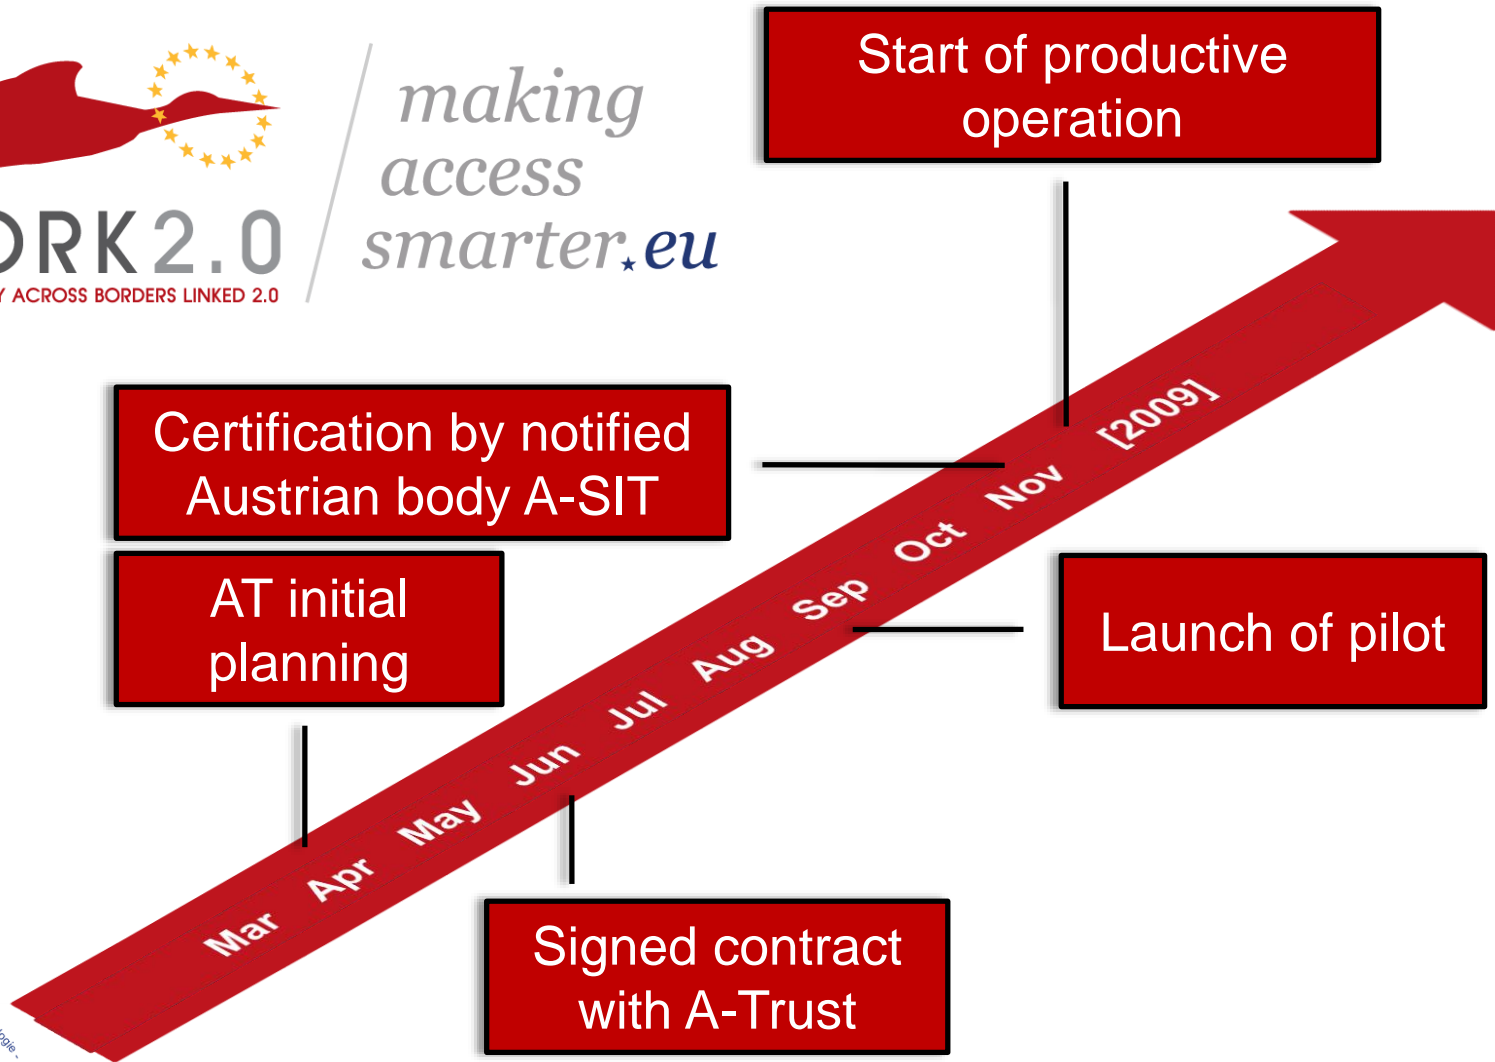 Start of productive
operation
making
access
smarter.eu
ORK2.0
Y ACROSS BORDERS LINKED 2.0
Certification by notified
Austrian body A-SIT
AT initial
planning
Launch of pilot
Signed contract
with A-Trust
Mar Apr May Jun Jul Aug Sep Oct Nov [2009]